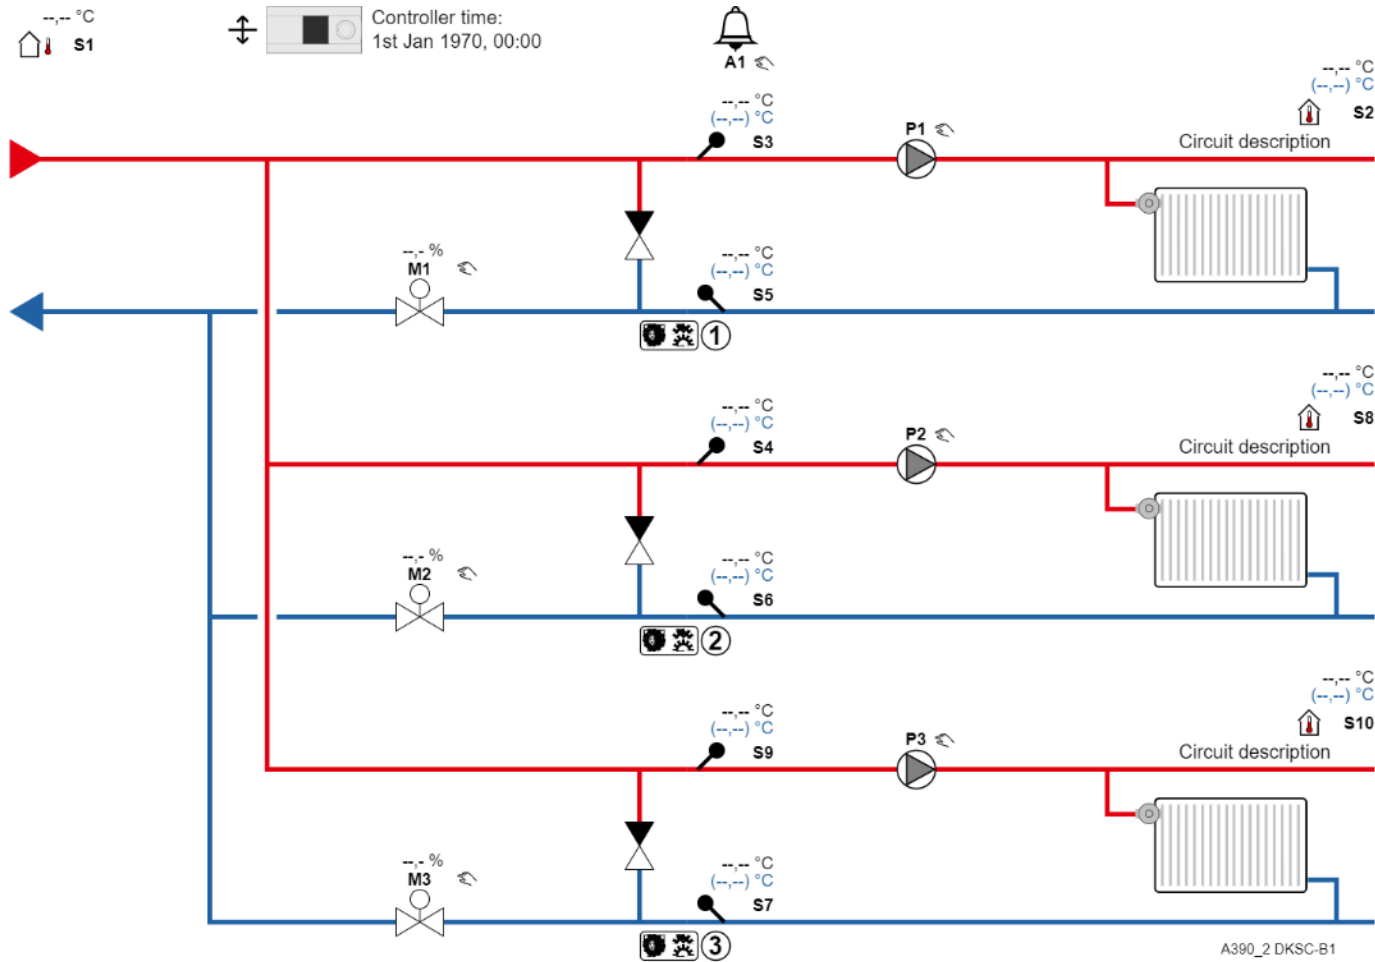 --,-- °C
S1
Controller time:
1st Jan 1970, 00:00
A1
--,-- °C
(--,--) °C
S2
Circuit description
--,-- °C
(--,--) °C
S3
P1
--,- %
M1
--,-- °C
(--,--) °C
S5
1
--,-- °C
(--,--) °C
S8
Circuit description
--,-- °C
(--,--) °C
S4
P2
--,- %
M2
--,-- °C
(--,--) °C
S6
2
--,-- °C
(--,--) °C
S10
Circuit description
--,-- °C
(--,--) °C
S9
P3
--,- %
M3
--,-- °C
(--,--) °C
S7
3
A390_2 DKSC-B1